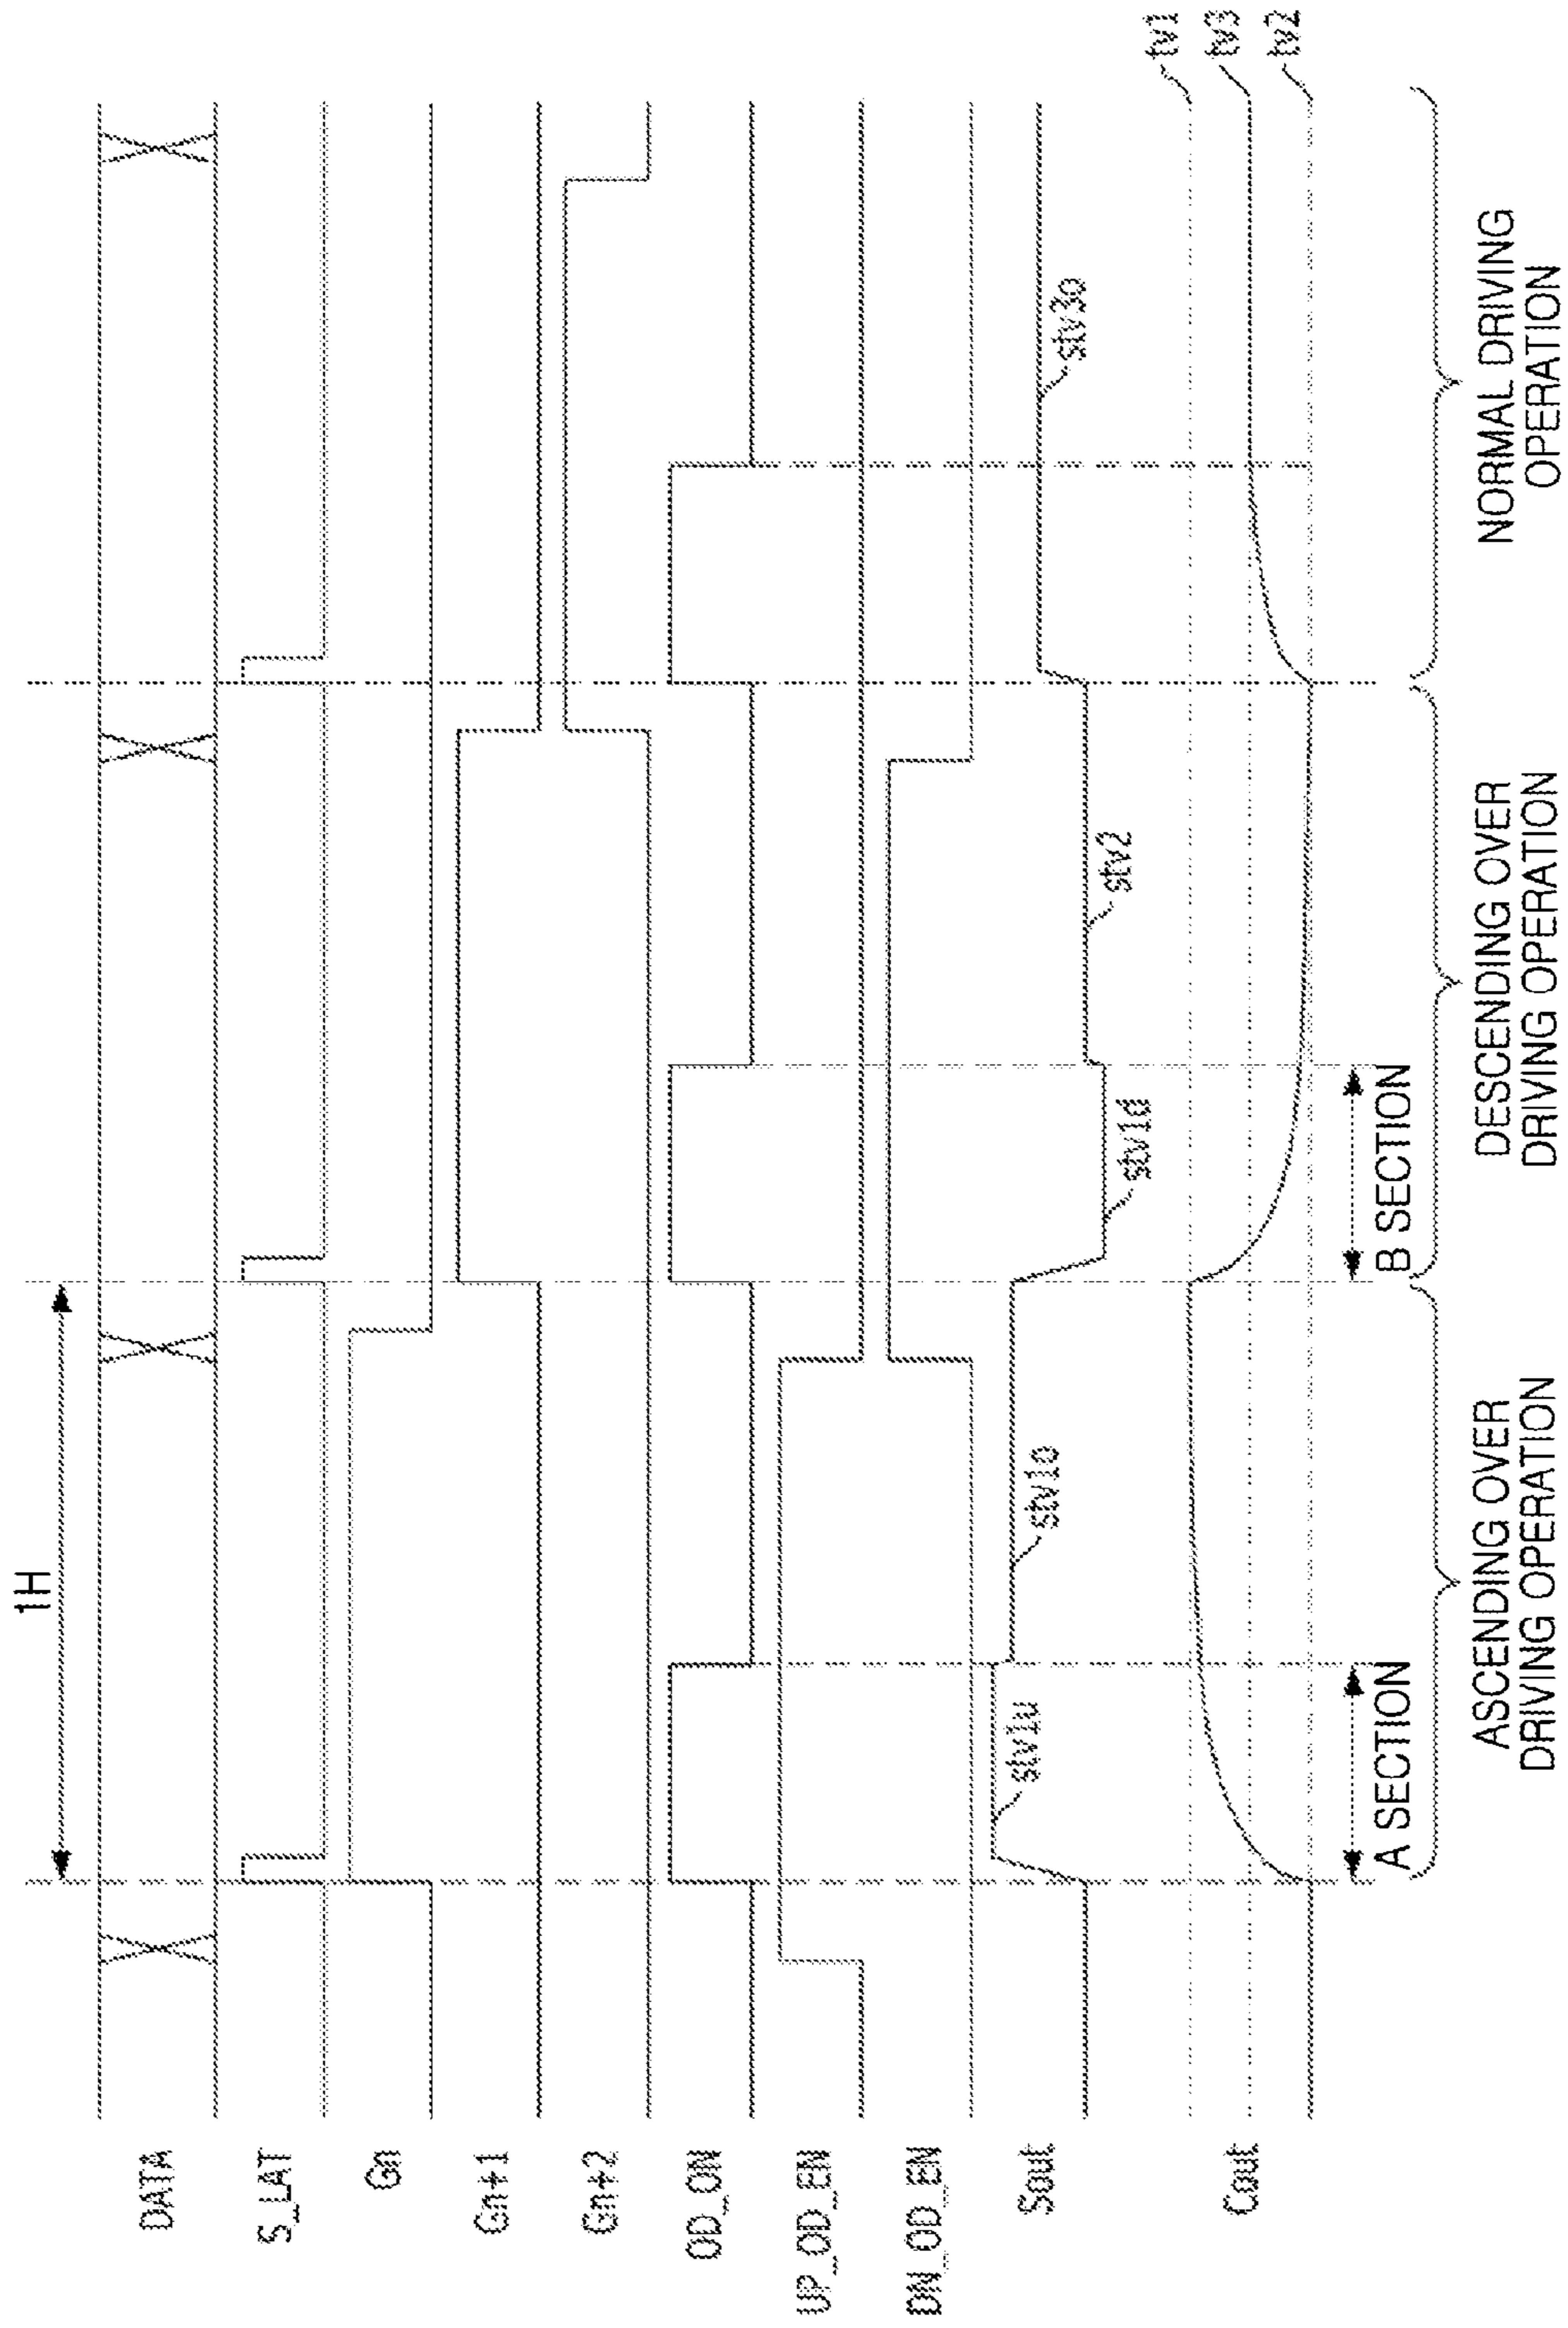 1H
DATA
S_LAT
Gn
Gn+1
Gn+2
OD_ON
UP_OD_EN
DN_OD_EN
Sout
stv1u
stv1o
stv1d
stv2
stv3o
Cout
tv1
tv3
tv2
A SECTION
B SECTION
ASCENDING OVER
DRIVING OPERATION
DESCENDING OVER
DRIVING OPERATION
NORMAL DRIVING
OPERATION